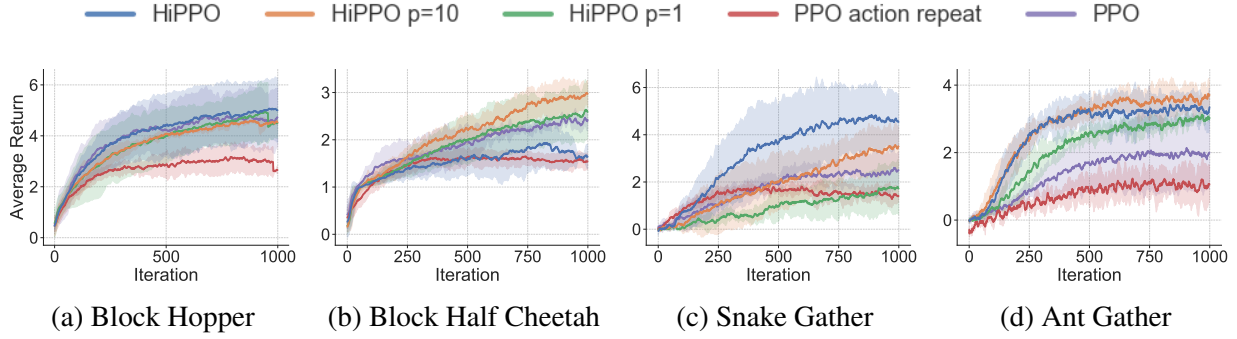 HiPPO HiPPO p=10 HiPPO p=1 PPO action repeat PPO
Average Return
6
4
2
0
0 500 1000
Iteration
(a) Block Hopper
3
2
1
0
0 250 500 750 1000
Iteration
(b) Block Half Cheetah
6
4
2
0
0 250 500 750 1000
Iteration
(c) Snake Gather
4
2
0
0 250 500 750 1000
Iteration
(d) Ant Gather